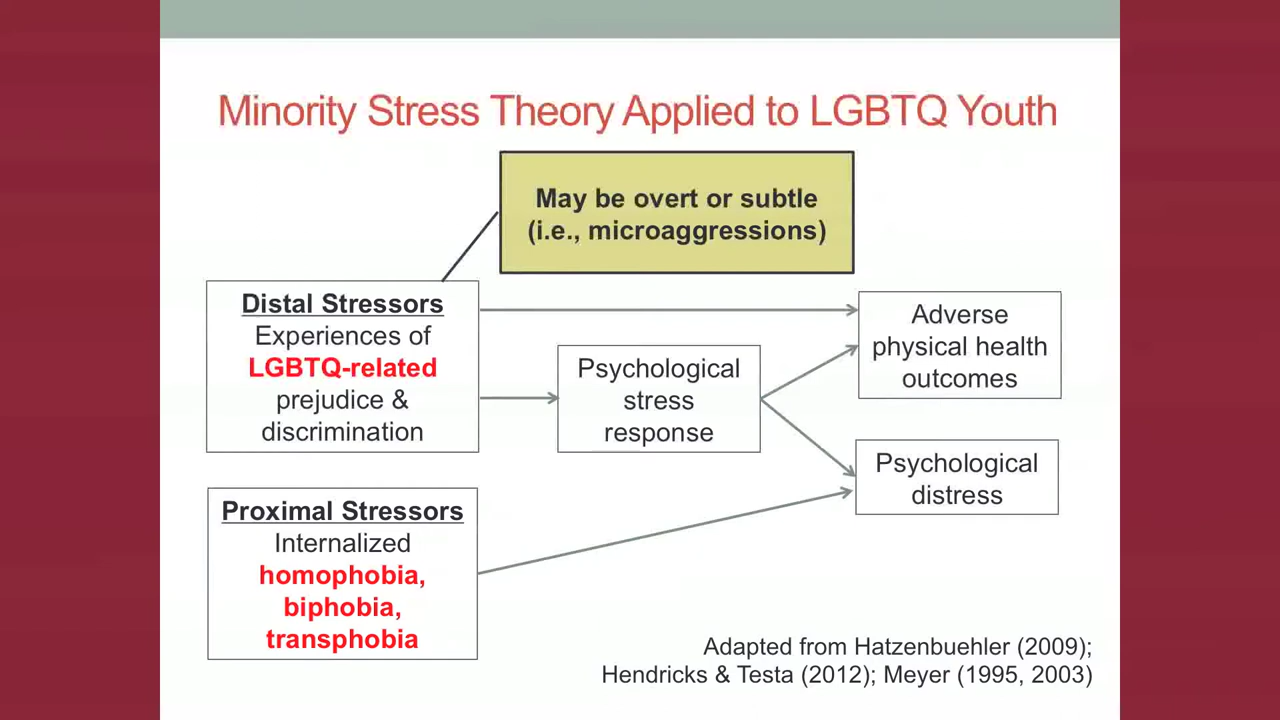 Minority Stress Theory Applied to LGBTQ Youth
May be overt or subtle
(i.e., microaggressions)
Distal Stressors
Experiences of
LGBTQ-related
prejudice &
discrimination
Psychological
stress
response
Adverse
physical health
outcomes
Psychological
distress
Proximal Stressors
Internalized
homophobia,
biphobia,
transphobia
Adapted from Hatzenbuehler (2009);
Hendricks & Testa (2012); Meyer (1995, 2003)